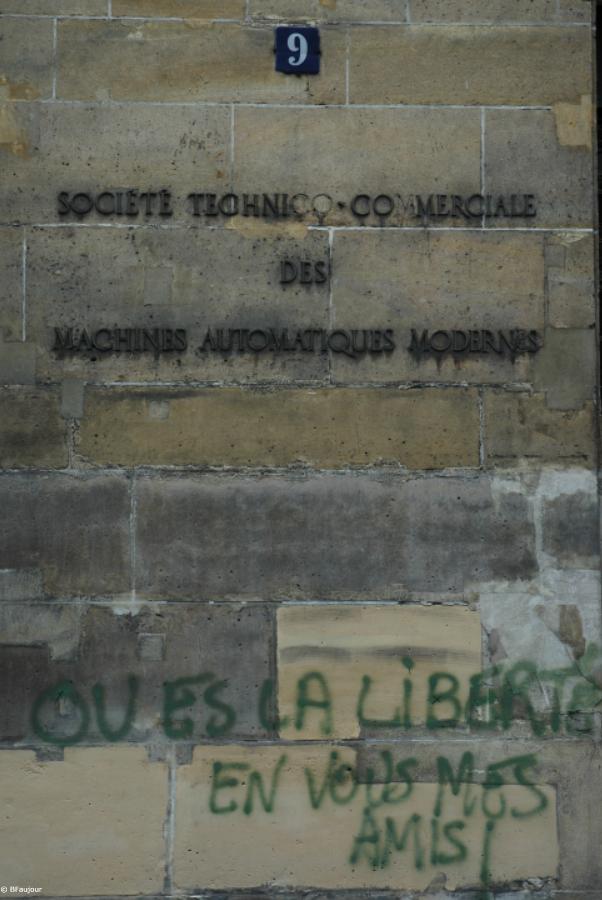 9
SOCIÉTÉ TECHNICO-COMMERCIALE
DES
MACHINES AUTOMATIQUES MODERNES
OU ES LA LiBERTÉ
EN VOUS MES
AMIS!
© BFaujour